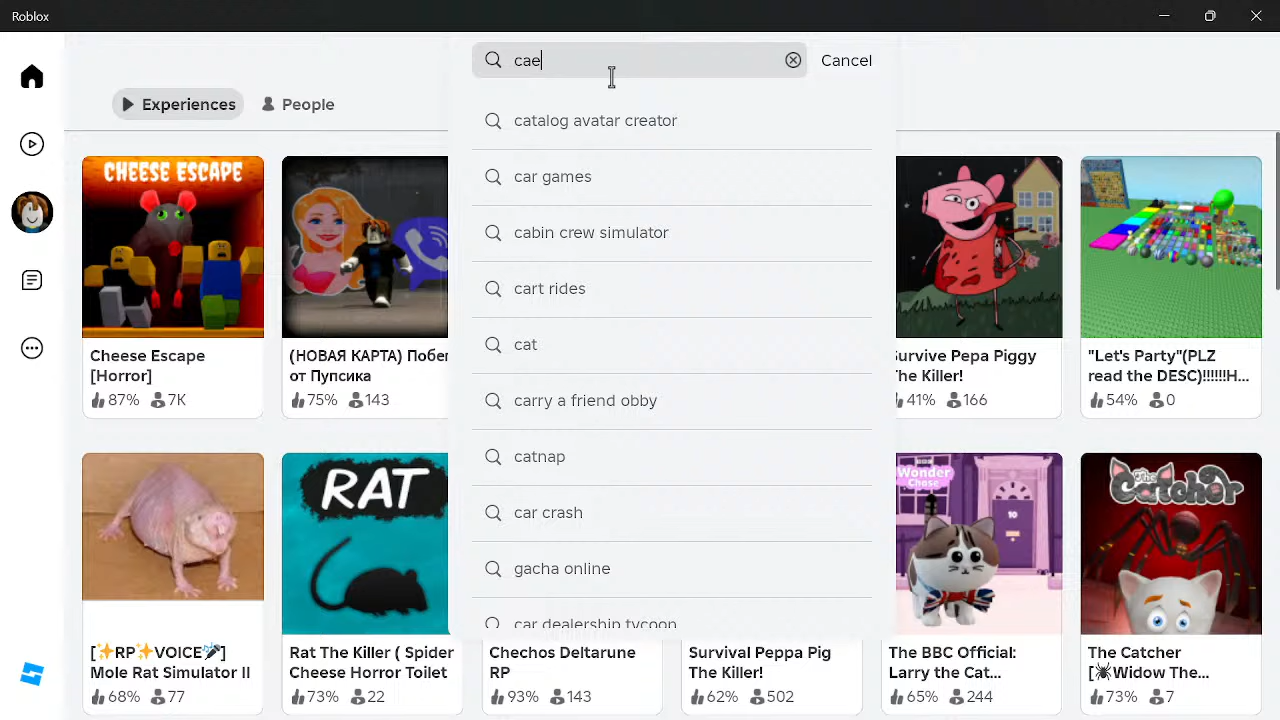 Roblox
cae
Cancel
Experiences
People
catalog avatar creator
car games
cabin crew simulator
cart rides
cat
carry a friend obby
catnap
car crash
gacha online
car dealership tycoon
CHEESE ESCAPE
Cheese Escape
[Horror]
87% 7K
(НОВАЯ КАРТА) Побег
от Пупсика
75% 143
Survive Pepa Piggy
The Killer!
41% 166
"Let's Party"(PLZ
read the DESC)!!!!!!H...
54% 0
[✨RP✨VOICE🎤]
Mole Rat Simulator II
68% 77
RAT
Rat The Killer ( Spider
Cheese Horror Toilet
73% 22
Chechos Deltarune
RP
93% 143
Survival Peppa Pig
The Killer!
62% 502
Wonder
Chase
10
The BBC Official:
Larry the Cat...
65% 244
The Catcher
The Catcher
[🕷Widow The...
73% 7